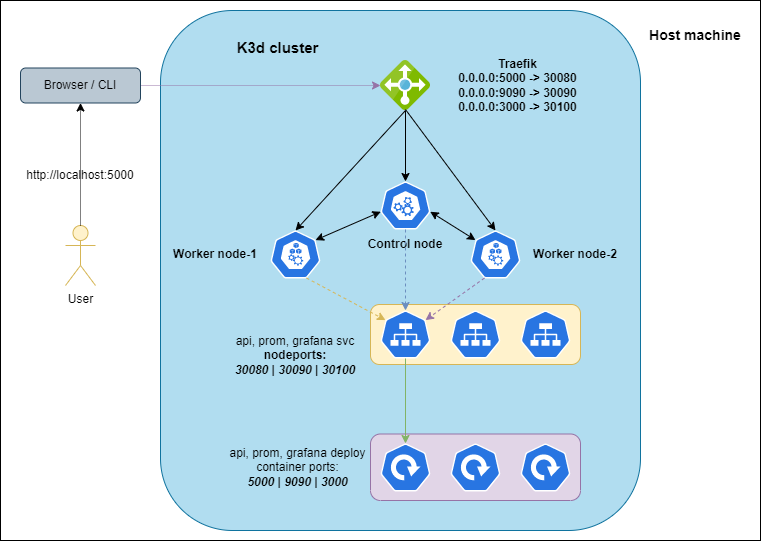 K3d cluster
Host machine
Traefik
0.0.0.0:5000 -> 30080
0.0.0.0:9090 -> 30090
0.0.0.0:3000 -> 30100
Browser / CLI
http://localhost:5000
User
Control node
Worker node-1
Worker node-2
api, prom, grafana svc
nodeports:
30080 | 30090 | 30100
api, prom, grafana deploy
container ports:
5000 | 9090 | 3000